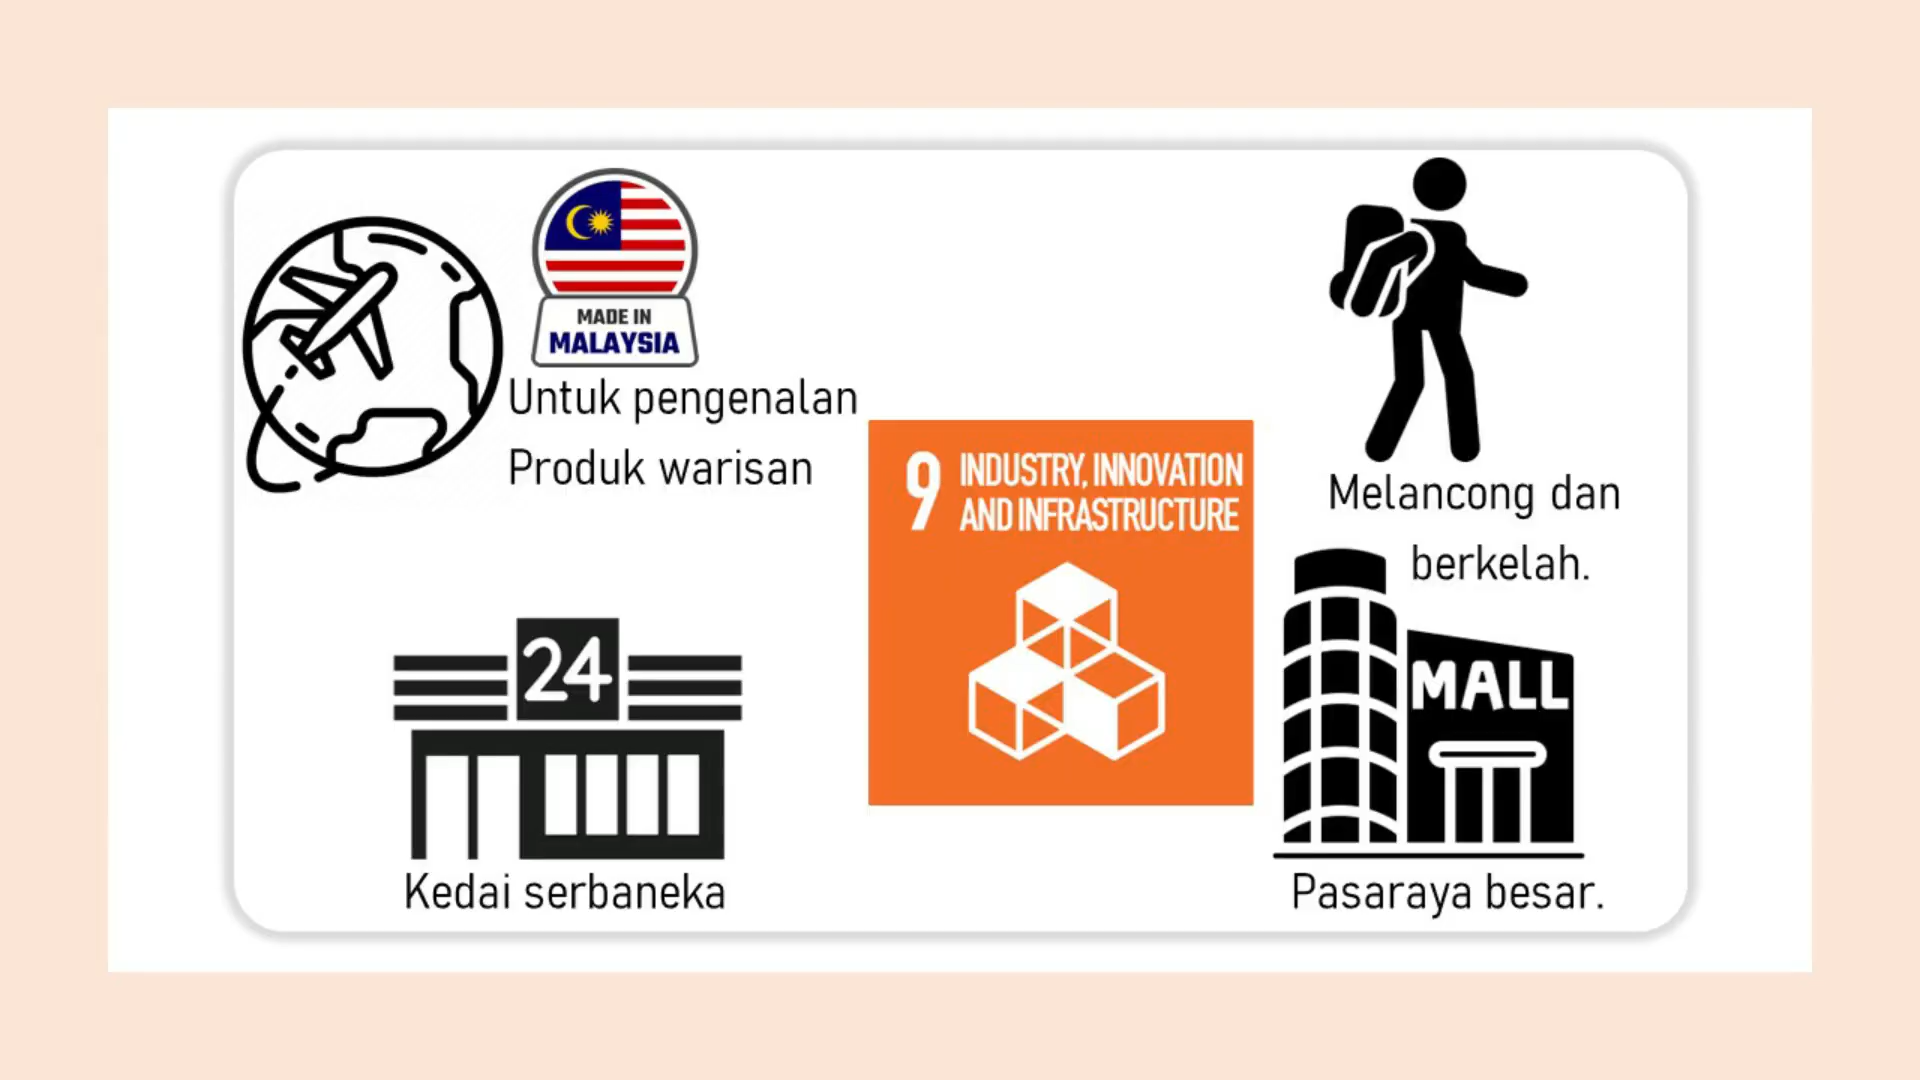 MADE IN
MALAYSIA
Untuk pengenalan
Produk warisan
9 INDUSTRY, INNOVATION
AND INFRASTRUCTURE
Melancong dan
berkelah.
24
Kedai serbaneka
MALL
Pasaraya besar.